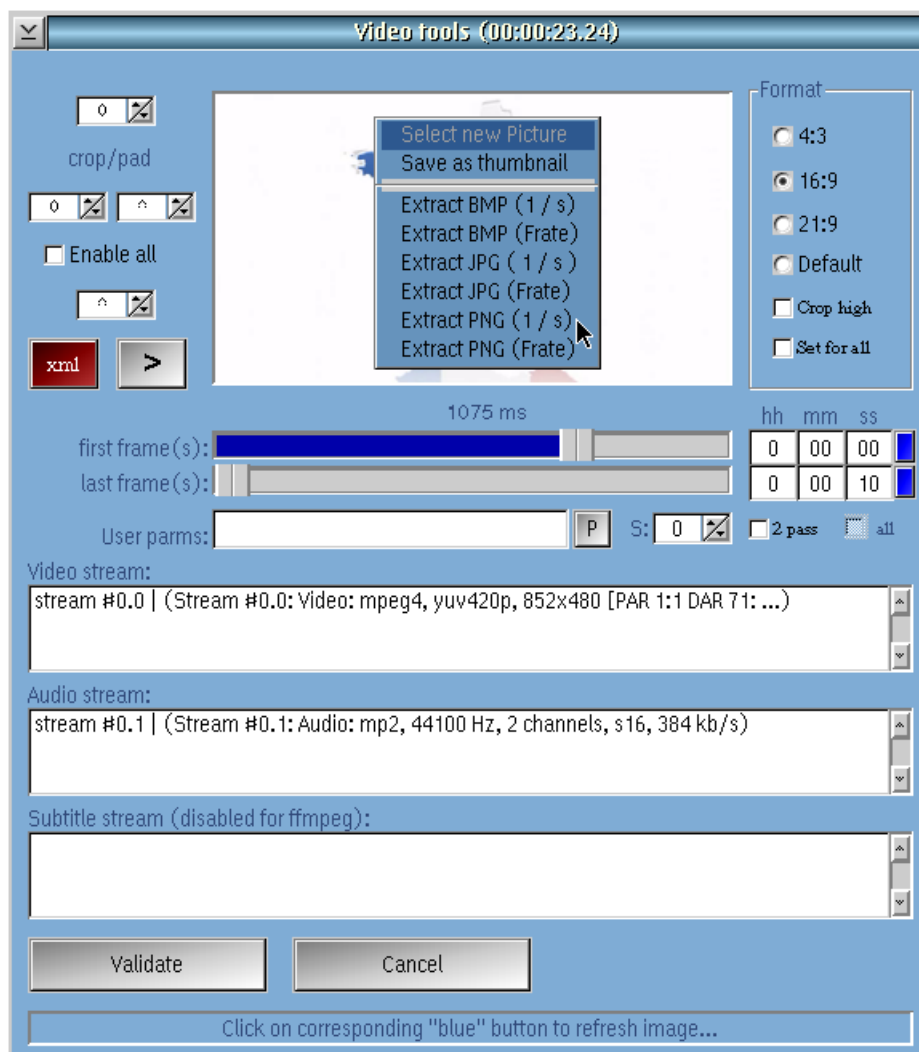 Video tools (00:00:23.24)
0
crop/pad
0 ^
Enable all
^
xml >
Select new Picture
Save as thumbnail
Extract BMP (1 / s)
Extract BMP (Frate)
Extract JPG ( 1 / s )
Extract JPG (Frate)
Extract PNG (1 / s)
Extract PNG (Frate)
Format
4:3
16:9
21:9
Default
Crop high
Set for all
1075 ms
hh mm ss
first frame(s): 0 00 00
last frame(s): 0 00 10
User parms: P S: 0 2 pass all
Video stream:
stream #0.0 | (Stream #0.0: Video: mpeg4, yuv420p, 852x480 [PAR 1:1 DAR 71: ...)
Audio stream:
stream #0.1 | (Stream #0.1: Audio: mp2, 44100 Hz, 2 channels, s16, 384 kb/s)
Subtitle stream (disabled for ffmpeg):
Validate Cancel
Click on corresponding "blue" button to refresh image...